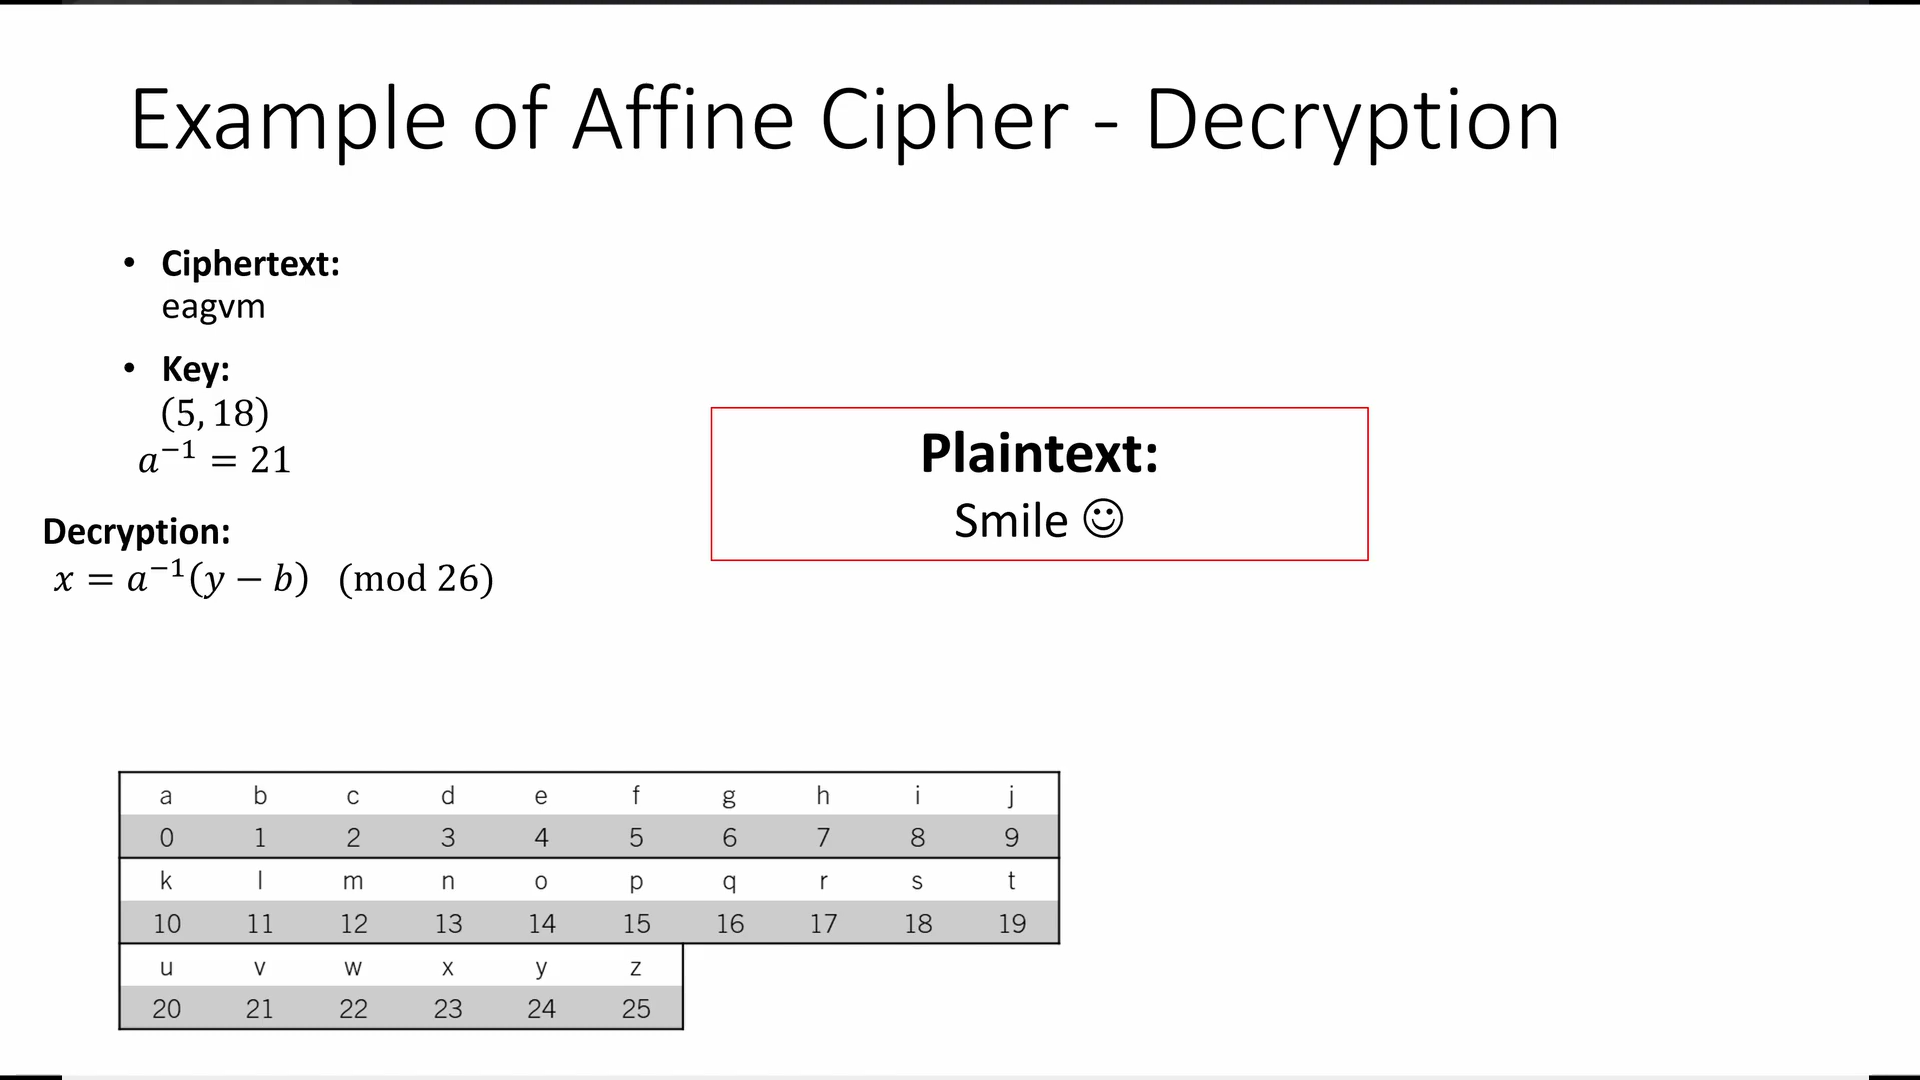 Example of Affine Cipher - Decryption
• Ciphertext:
eagvm
• Key:
(5, 18)
a⁻¹ = 21
Decryption:
x = a⁻¹(y − b) (mod 26)
Plaintext:
Smile ☺
a b c d e f g h i j
0 1 2 3 4 5 6 7 8 9
k l m n o p q r s t
10 11 12 13 14 15 16 17 18 19
u v w x y z
20 21 22 23 24 25